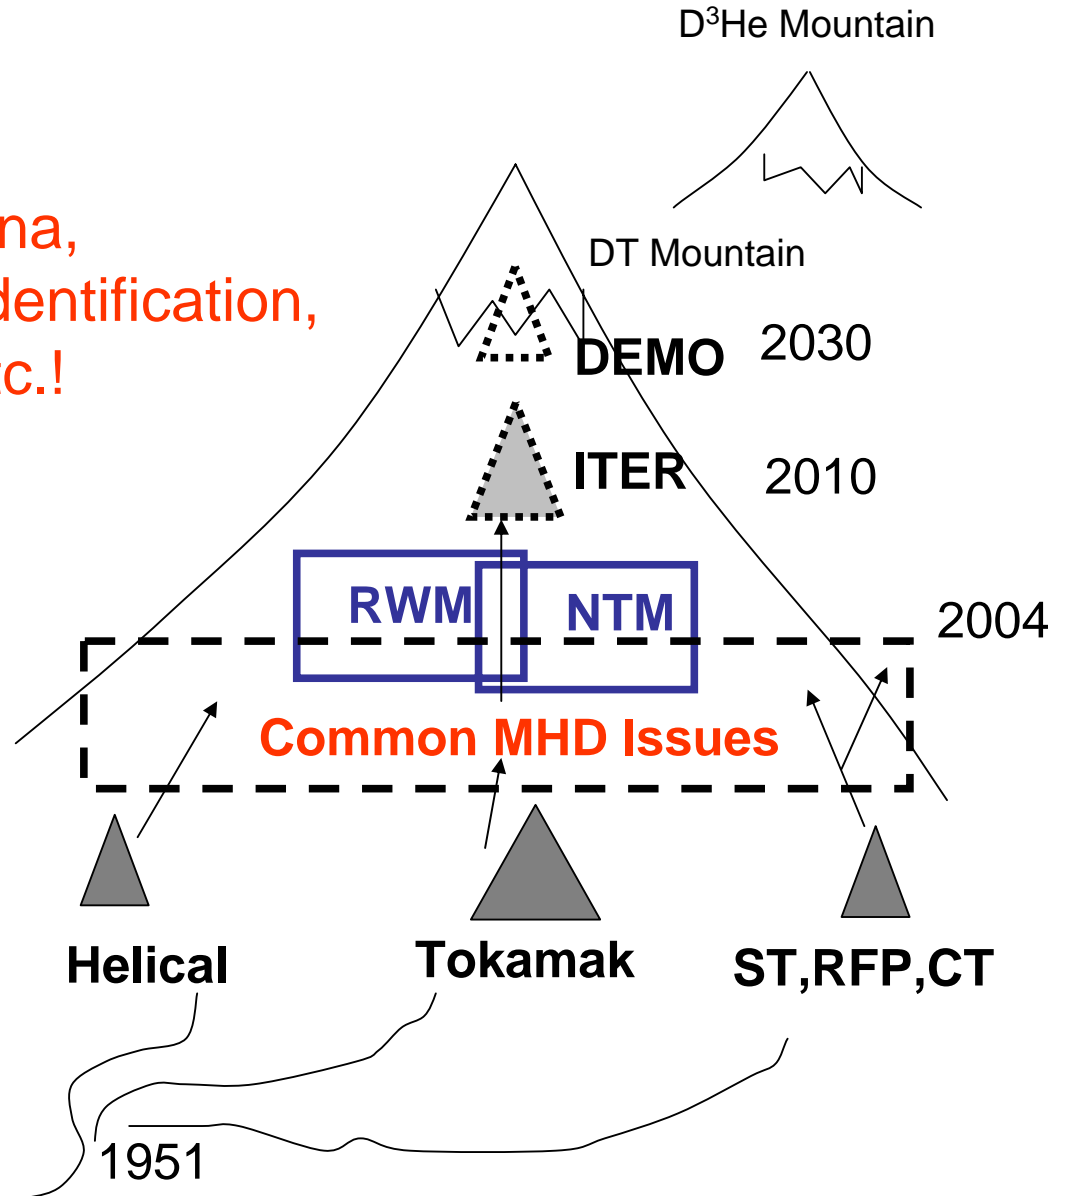 D³He Mountain
na,
dentification,
tc.!
DT Mountain
DEMO 2030
ITER 2010
RWM NTM
2004
Common MHD Issues
Helical Tokamak ST,RFP,CT
1951